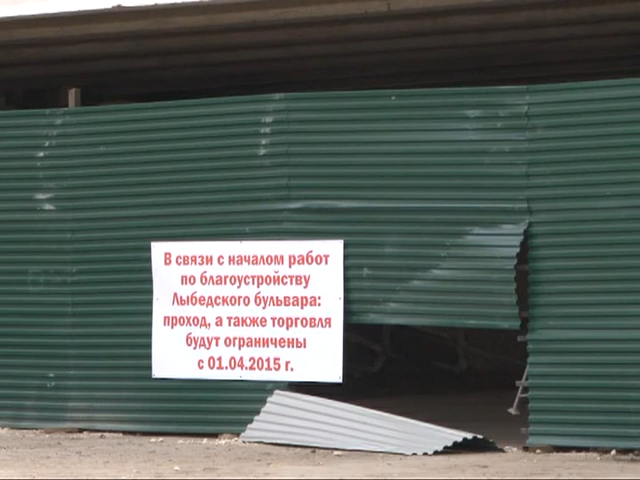 В связи с началом работ
по благоустройству
Лыбедского бульвара:
проход, а также торговля
будут ограничены
с 01.04.2015 г.